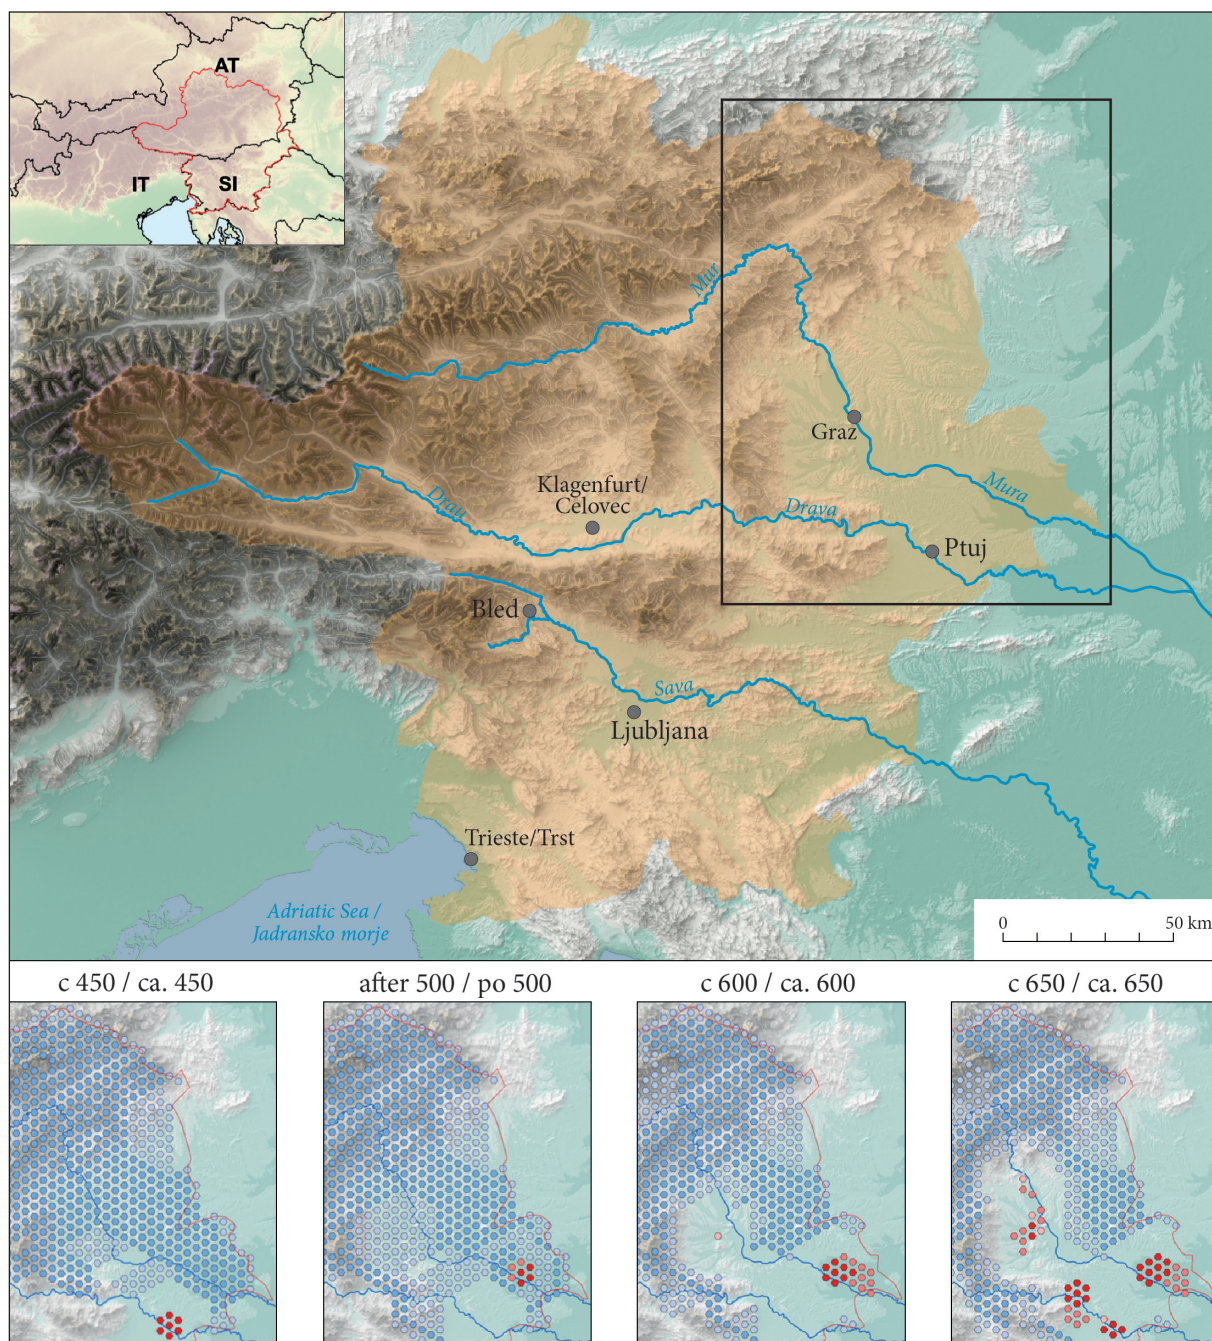 AT
IT
SI
Mur
Graz
Klagenfurt/
Celovec
Drau
Drava
Mura
Ptuj
Bled
Sava
Ljubljana
Trieste/Trst
Adriatic Sea /
Jadransko morje
0 50 km
c 450 / ca. 450
after 500 / po 500
c 600 / ca. 600
c 650 / ca. 650